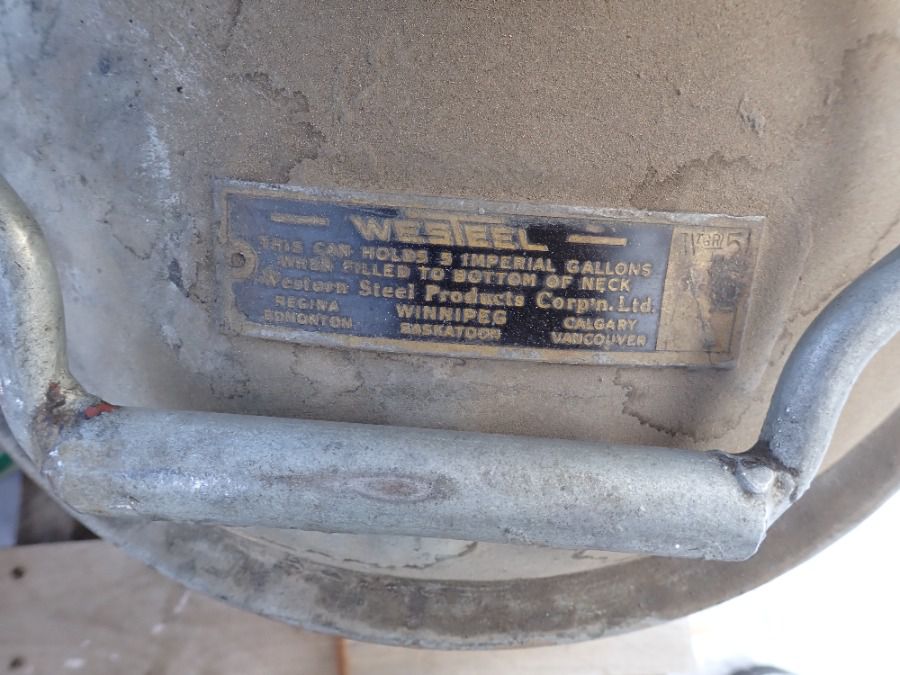 WESTEEL
THIS CAN HOLDS 5 IMPERIAL GALLONS
WHEN FILLED TO BOTTOM OF NECK
Western Steel Products Corp'n. Ltd.
REGINA WINNIPEG CALGARY
EDMONTON SASKATOON VANCOUVER